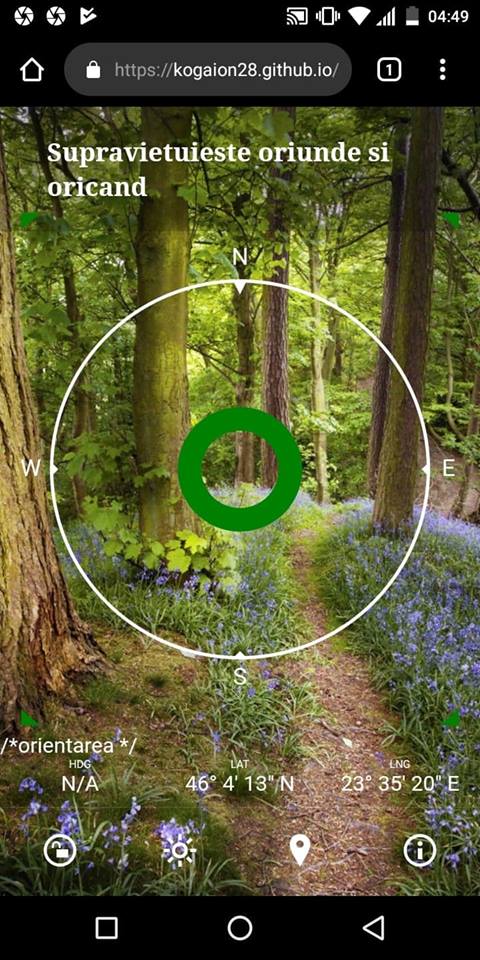 04:49
https://kogaion28.github.io/
1
Supravietuieste oriunde si
oricand
N
W
E
S
/*orientarea */
HDG
LAT
LNG
N/A
46° 4' 13" N
23° 35' 20" E